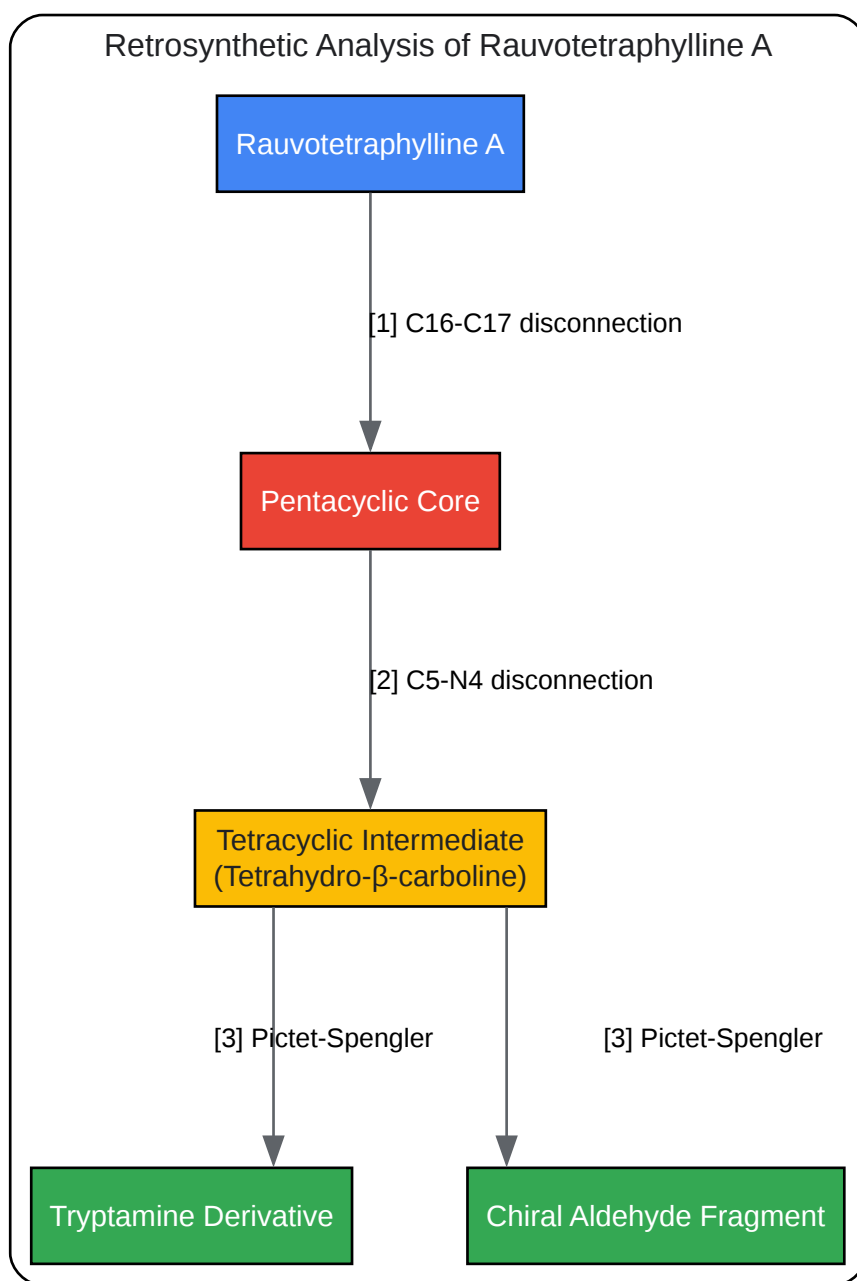 Retrosynthetic Analysis of Rauvotetraphylline A
Rauvotetraphylline A
[1] C16-C17 disconnection
Pentacyclic Core
[2] C5-N4 disconnection
Tetracyclic Intermediate
(Tetrahydro-β-carboline)
[3] Pictet-Spengler
[3] Pictet-Spengler
Tryptamine Derivative
Chiral Aldehyde Fragment